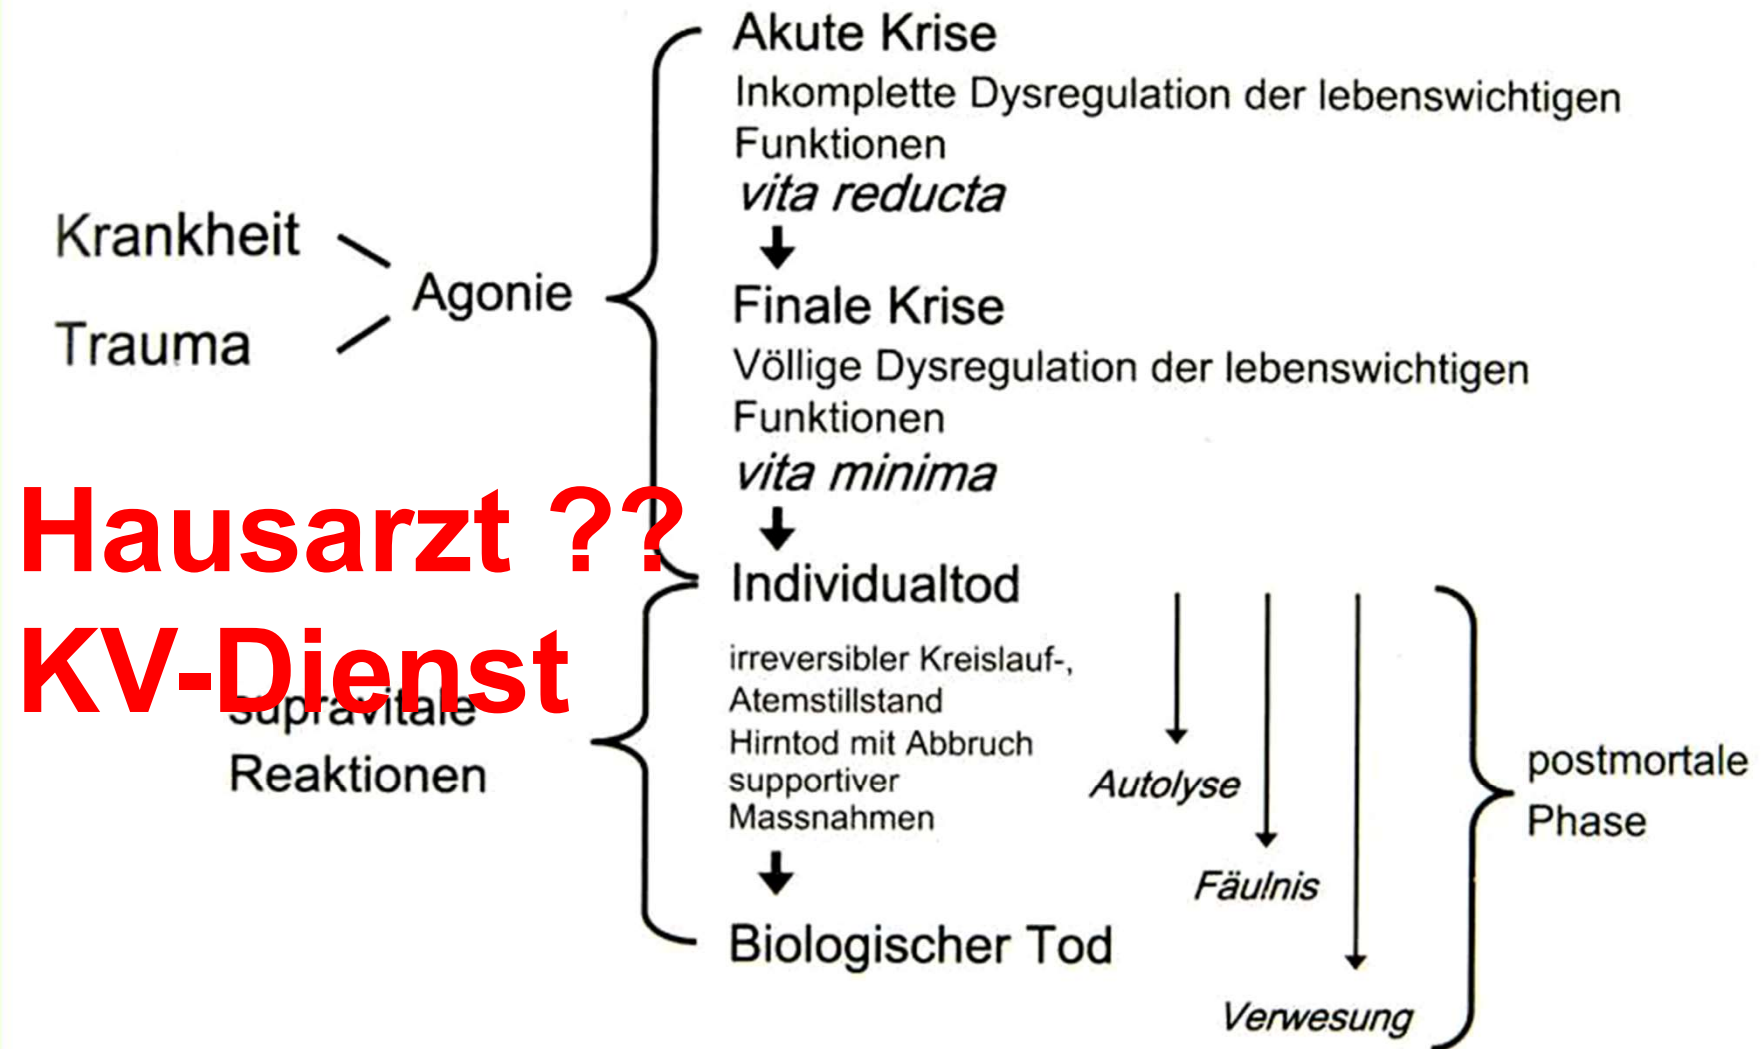 Akute Krise
Inkomplette Dysregulation der lebenswichtigen
Funktionen
vita reducta
Krankheit
Trauma
Agonie
Finale Krise
Völlige Dysregulation der lebenswichtigen
Funktionen
vita minima
Hausarzt ??
KV-Dienst
Individualtod
irreversibler Kreislauf-,
Atemstillstand
Hirntod mit Abbruch
supportiver
Massnahmen
supravitale
Reaktionen
Biologischer Tod
Autolyse
Fäulnis
Verwesung
postmortale
Phase